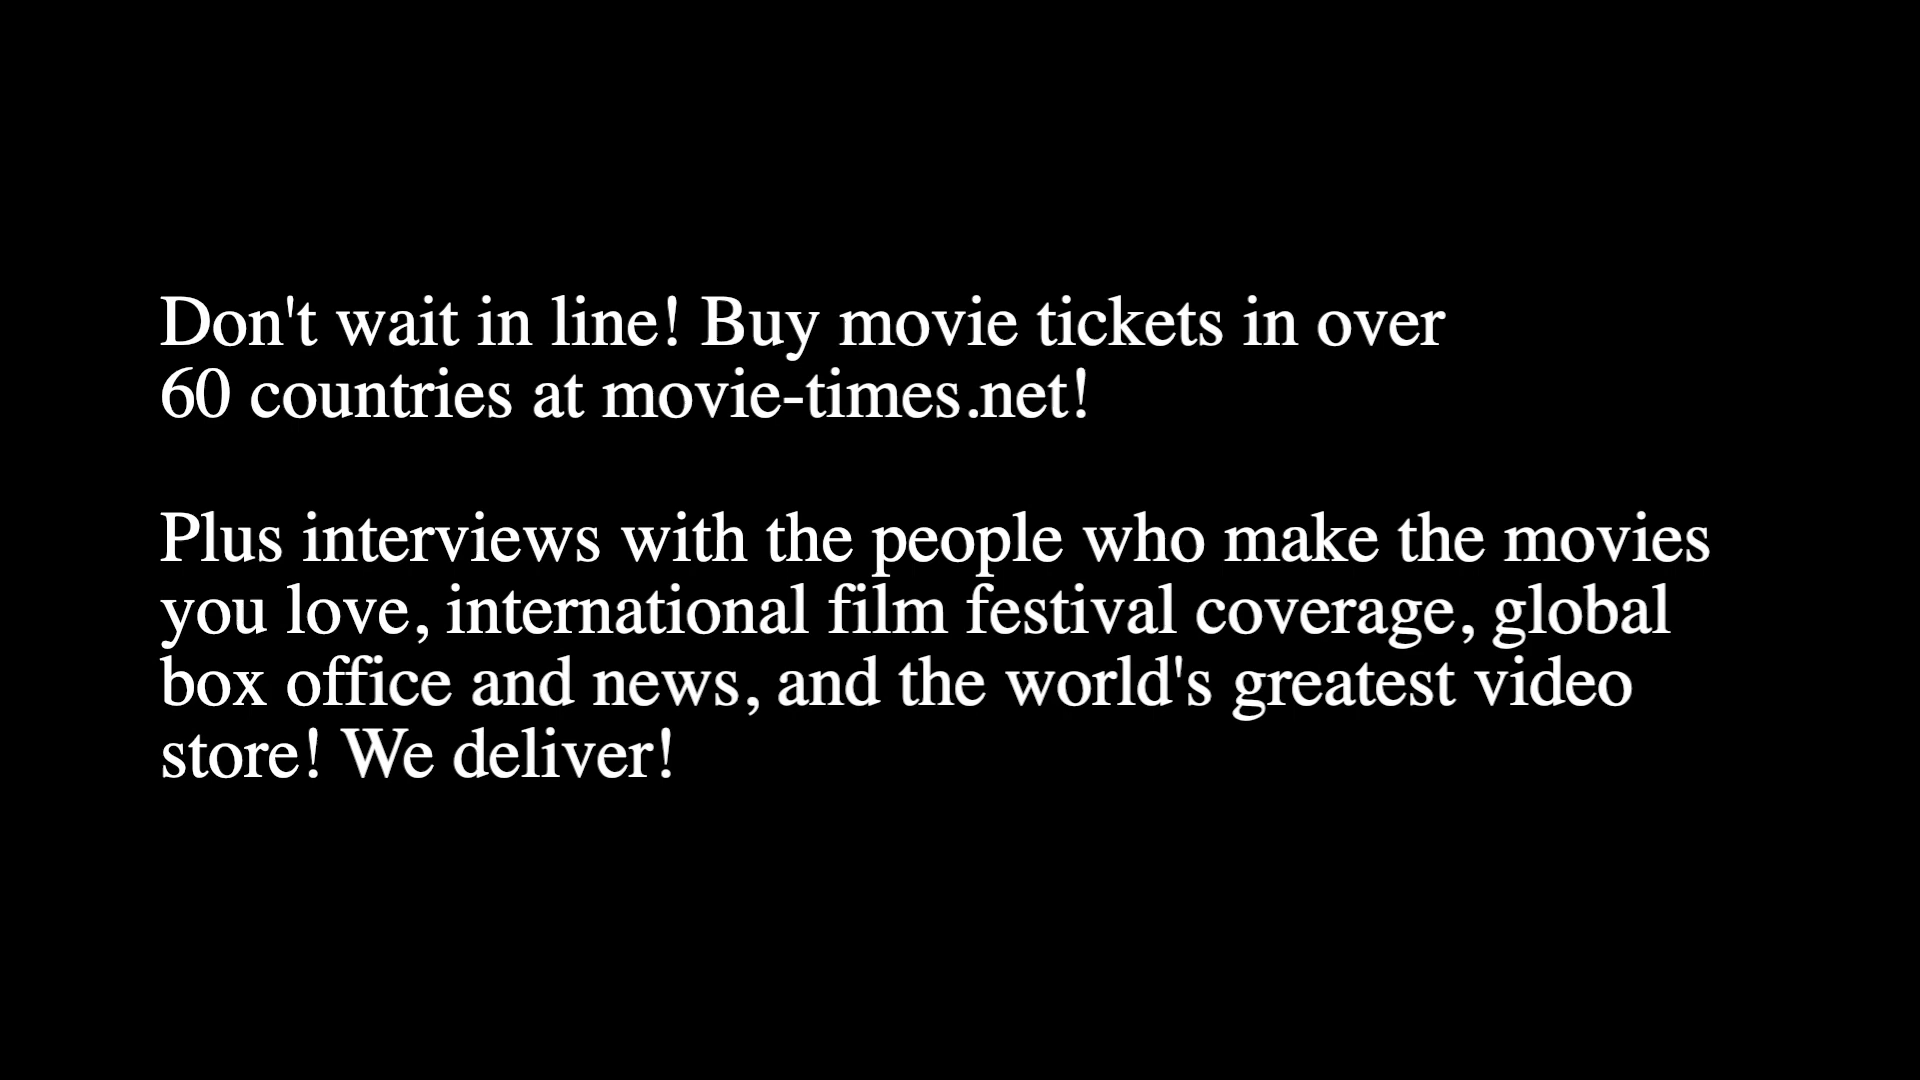 Don't wait in line! Buy movie tickets in over
60 countries at movie-times.net!
Plus interviews with the people who make the movies
you love, international film festival coverage, global
box office and news, and the world's greatest video
store! We deliver!